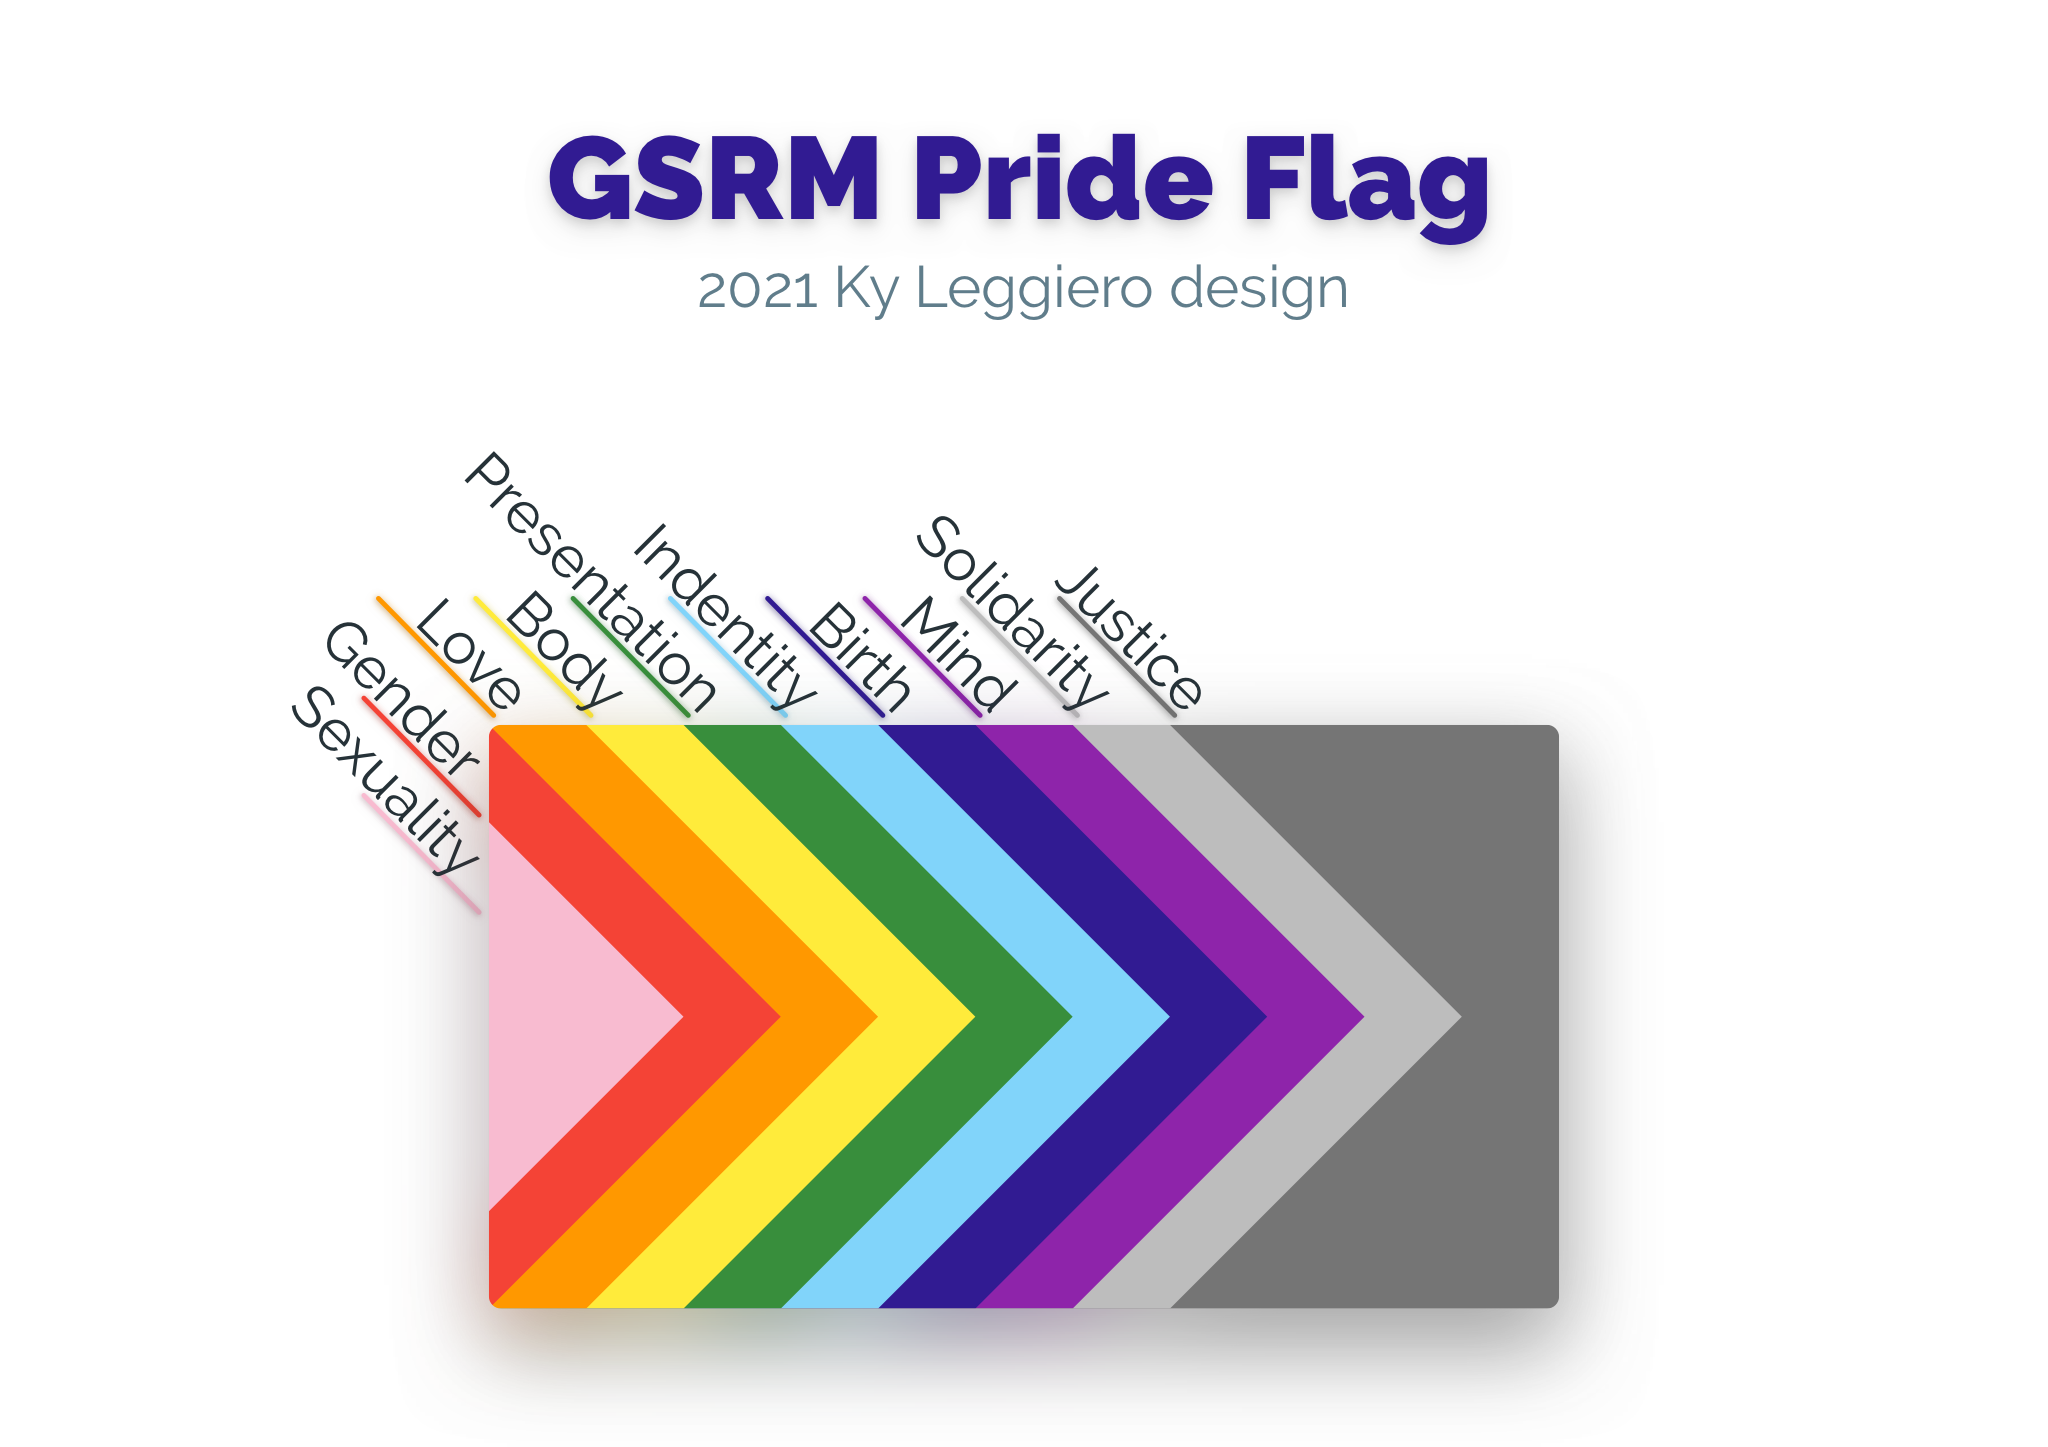 GSRM Pride Flag
2021 Ky Leggiero design
Sexuality
Gender
Love
Body
Presentation
Indentity
Birth
Mind
Solidarity
Justice